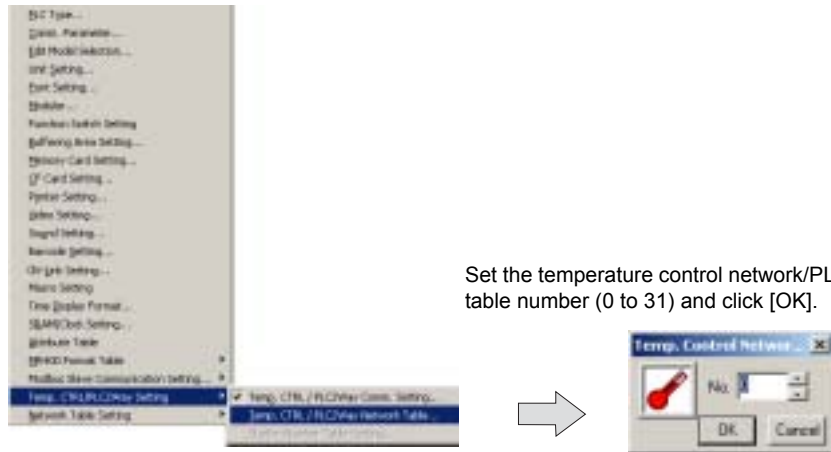 PLC Type...
Comm. Parameter...
Edit Model Selection...
Unit Setting...
Font Setting...
Modular...
Function Switch Setting
Buffering Area Setting...
Memory Card Setting...
CF Card Setting...
Printer Setting...
Video Setting...
Sound Setting...
Barcode Setting...
Macro Setting
Time Display Format...
Attribute Table
Modbus Slave Communication Setting...
Temp. CTRL/PLC2Way Setting
Temp. CTRL / PLC2Way Comm. Setting...
Temp. CTRL / PLC2Way Network Table...
Network Table Setting
Set the temperature control network/PL
table number (0 to 31) and click [OK].
Temp. Control Networ...
No.
OK
Cancel